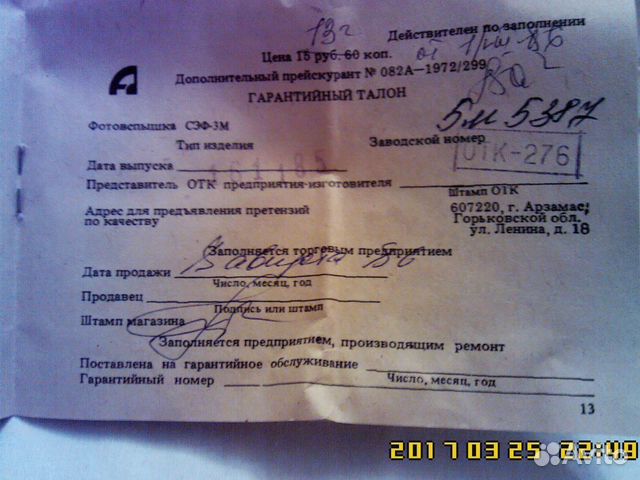 13 г
Действителен по заполнении
Цена 15 руб. 60 коп.
Дополнительный прейскурант № 082А—1972/299
ГАРАНТИЙНЫЙ ТАЛОН
5м 5387
Фотовспышка СЭФ-3М
Тип изделия Заводской номер
ОТК-276
Дата выпуска 161185
Представитель ОТК предприятия-изготовителя
Штамп ОТК
Адрес для предъявления претензий
по качеству
607220, г. Арзамас,
Горьковской обл.
ул. Ленина, д. 18
Заполняется торговым предприятием
Дата продажи
Число, месяц, год
Продавец
Подпись или штамп
Штамп магазина
Заполняется предприятием, производящим ремонт
Поставлена на гарантийное обслуживание
Гарантийный номер
Число, месяц, год
13
2017 03 25 22:49
Avito